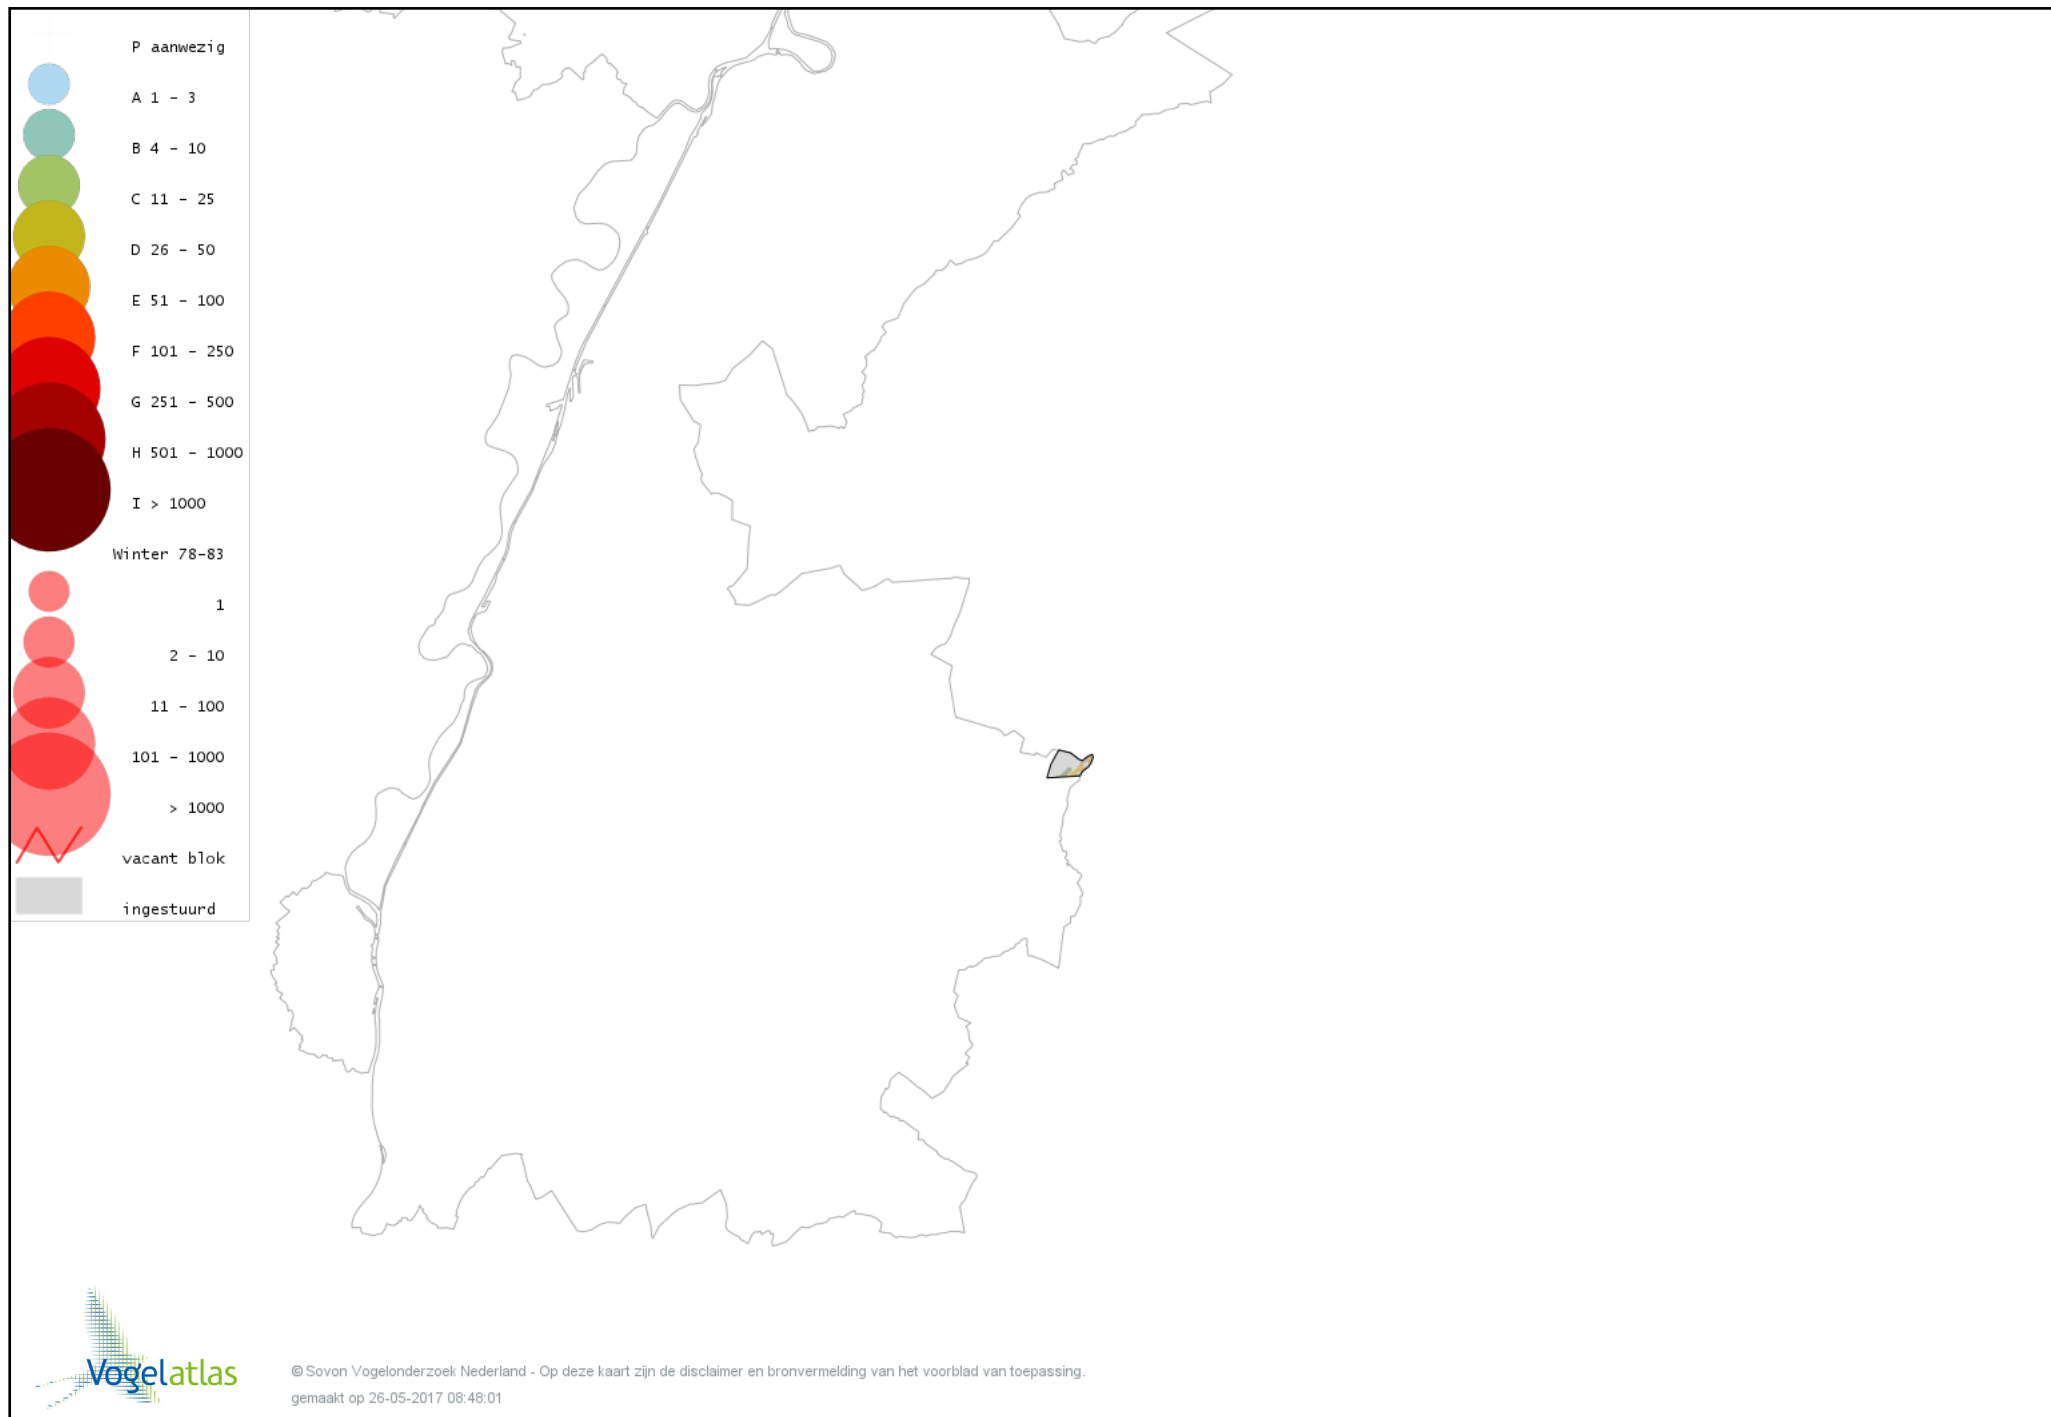 P aanwezig
A 1 - 3
B 4 - 10
C 11 - 25
D 26 - 50
E 51 - 100
F 101 - 250
G 251 - 500
H 501 - 1000
I > 1000
Winter 78-83
1
2 - 10
11 - 100
101 - 1000
> 1000
vacant blok
ingestuurd
Vogelatlas
© Sovon Vogelonderzoek Nederland - Op deze kaart zijn de disclaimer en bronvermelding van het voorblad van toepassing.
gemaakt op 26-05-2017 08:48:01